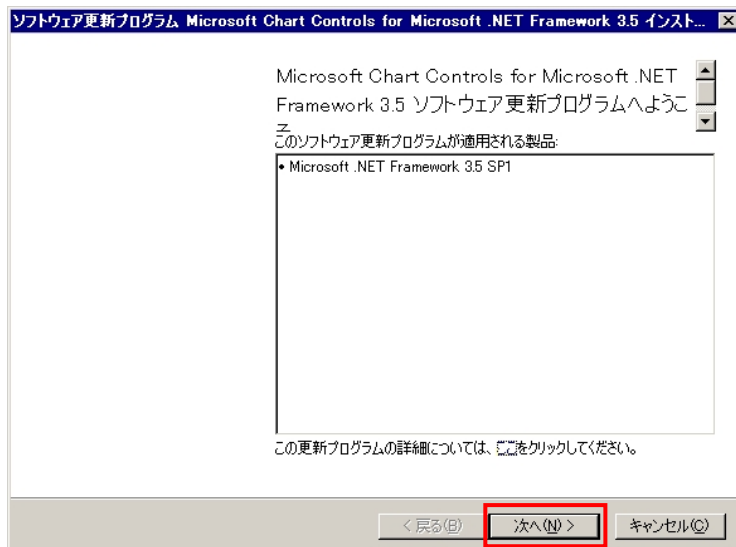 ソフトウェア更新プログラム Microsoft Chart Controls for Microsoft .NET Framework 3.5 インスト...
Microsoft Chart Controls for Microsoft .NET
Framework 3.5 ソフトウェア更新プログラムへようこ
そ
このソフトウェア更新プログラムが適用される製品:
• Microsoft .NET Framework 3.5 SP1
この更新プログラムの詳細については、ここをクリックしてください。
< 戻る(B) 次へ(N) > キャンセル(C)